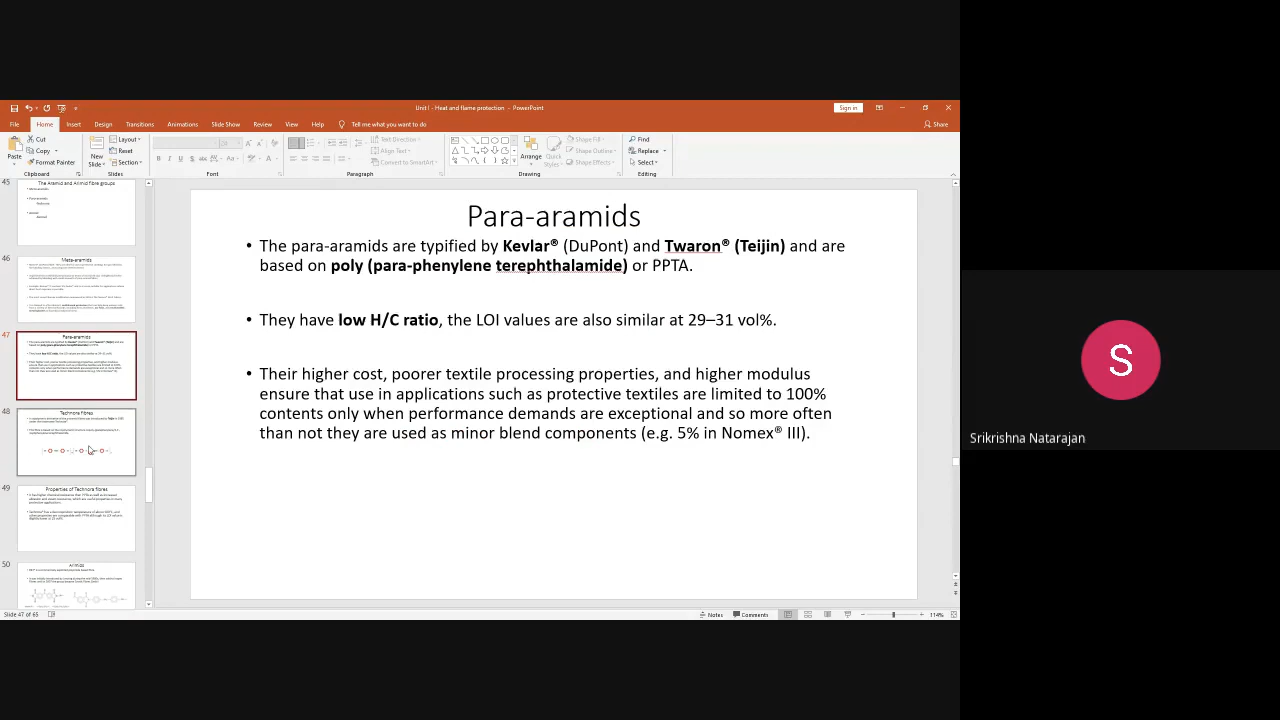 Unit I - Heat and flame protection - PowerPoint
Sign in
File Home Insert Design Transitions Animations Slide Show Review View Help Tell me what you want to do Share
Paste
Cut
Copy
Format Painter
Clipboard
New Slide
Layout
Reset
Section
Slides
Font
Text Direction
Align Text
Convert to SmartArt
Paragraph
Arrange
Quick Styles
Shape Fill
Shape Outline
Shape Effects
Drawing
Find
Replace
Select
Editing
45
The Aramid and Arimid fibre groups
46
Meta-aramids
47
Para-aramids
48
Technora fibres
49
Properties of Technora fibres
50
Arimids
Para-aramids
• The para-aramids are typified by Kevlar® (DuPont) and Twaron® (Teijin) and are
based on poly (para-phenylene terephthalamide) or PPTA.
• They have low H/C ratio, the LOI values are also similar at 29–31 vol%.
• Their higher cost, poorer textile processing properties, and higher modulus
ensure that use in applications such as protective textiles are limited to 100%
contents only when performance demands are exceptional and so more often
than not they are used as minor blend components (e.g. 5% in Nomex® III).
S
Srikrishna Natarajan
Slide 47 of 65
Notes
Comments
114%